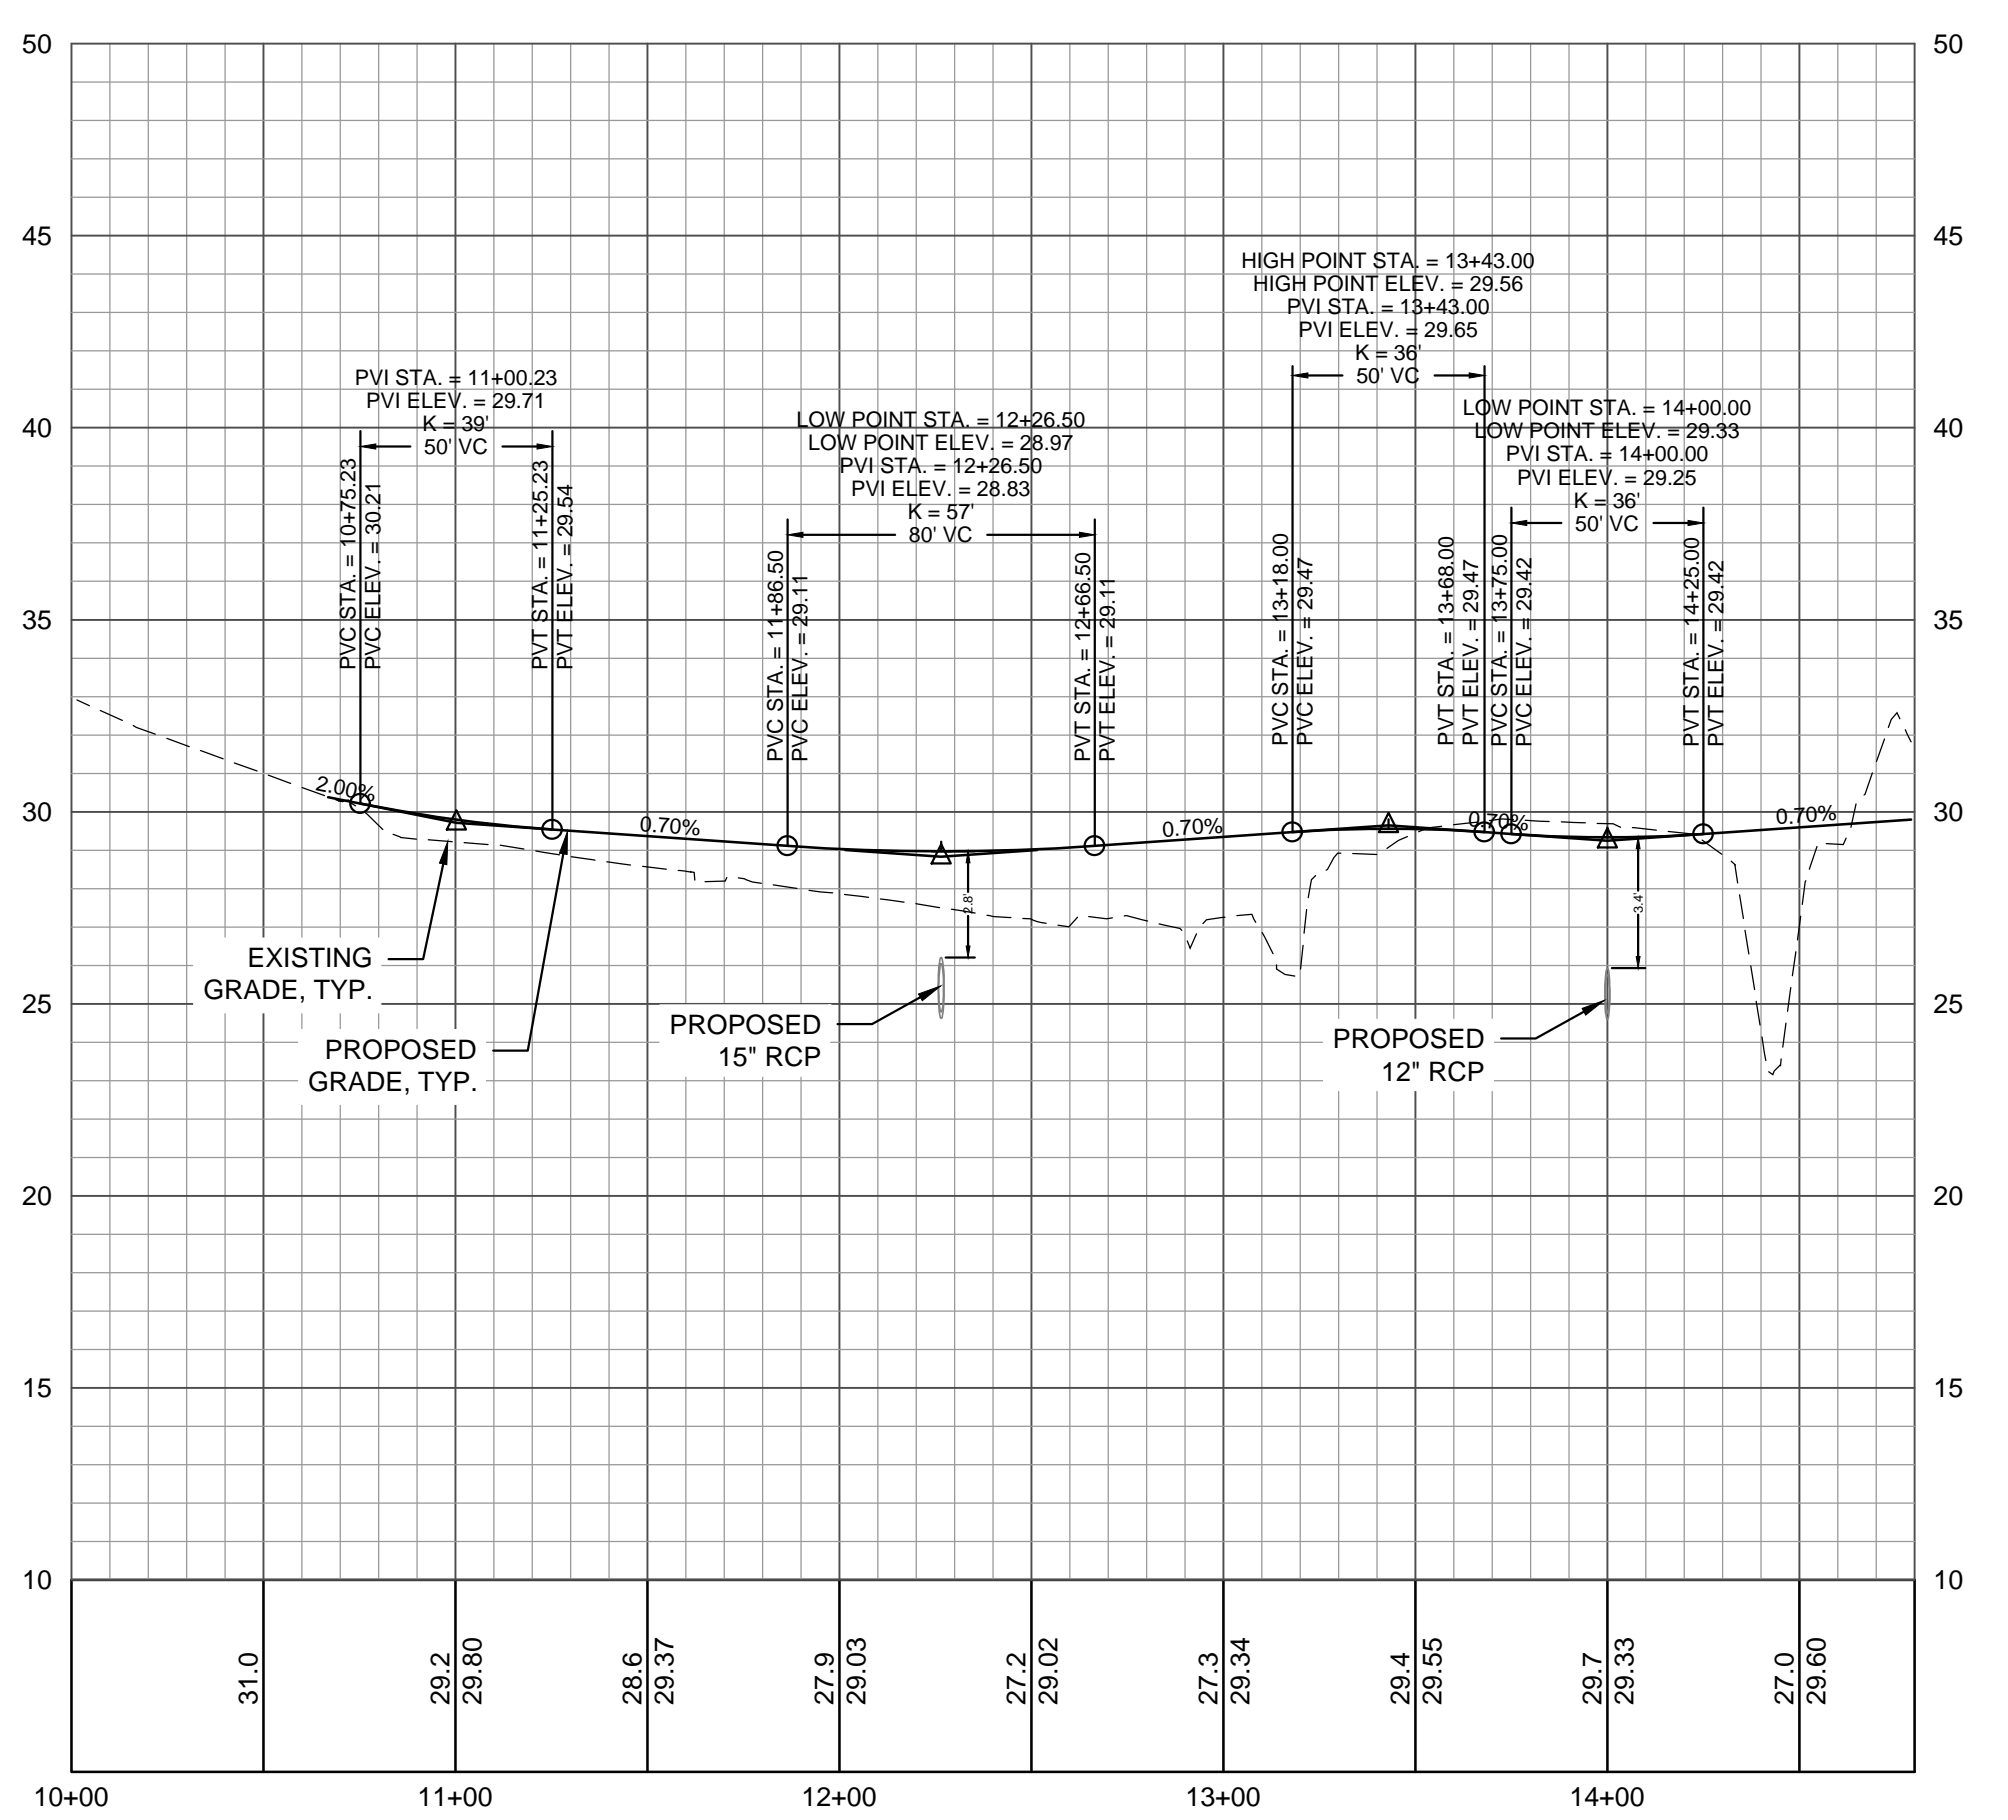 50
50
45
45
HIGH POINT STA. = 13+43.00
HIGH POINT ELEV. = 29.56
PVI STA. = 13+43.00
PVI ELEV. = 29.65
K = 36'
50' VC
PVI STA. = 11+00.23
PVI ELEV. = 29.71
K = 39'
50' VC
LOW POINT STA. = 12+26.50
LOW POINT ELEV. = 28.97
PVI STA. = 12+26.50
PVI ELEV. = 28.83
K = 57'
80' VC
LOW POINT STA. = 14+00.00
LOW POINT ELEV. = 29.33
PVI STA. = 14+00.00
PVI ELEV. = 29.25
K = 36'
50' VC
40
40
PVC STA. = 10+75.23
PVC ELEV. = 30.21
PVT STA. = 11+25.23
PVT ELEV. = 29.54
PVC STA. = 11+86.50
PVC ELEV. = 29.11
PVT STA. = 12+66.50
PVT ELEV. = 29.11
PVC STA. = 13+18.00
PVC ELEV. = 29.47
PVT STA. = 13+68.00
PVT ELEV. = 29.47
PVC STA. = 13+75.00
PVC ELEV. = 29.42
PVT STA. = 14+25.00
PVT ELEV. = 29.42
35
35
30
30
2.00%
0.70%
0.70%
0.70%
0.70%
2.8'
3.4'
EXISTING
GRADE, TYP.
PROPOSED
GRADE, TYP.
PROPOSED
15" RCP
PROPOSED
12" RCP
25
25
20
20
15
15
10
10
31.0
29.2
29.80
28.6
29.37
27.9
29.03
27.2
29.02
27.3
29.34
29.4
29.55
29.7
29.33
27.0
29.60
10+00
11+00
12+00
13+00
14+00